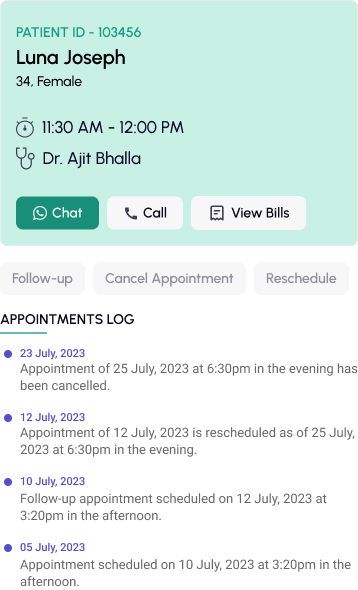 PATIENT ID - 103456
Luna Joseph
34, Female
11:30 AM - 12:00 PM
Dr. Ajit Bhalla
Chat
Call
View Bills
Follow-up
Cancel Appointment
Reschedule
APPOINTMENTS LOG
23 July, 2023
Appointment of 25 July, 2023 at 6:30pm in the evening has
been cancelled.
12 July, 2023
Appointment of 12 July, 2023 is rescheduled as of 25 July,
2023 at 6:30pm in the evening.
10 July, 2023
Follow-up appointment scheduled on 12 July, 2023 at
3:20pm in the afternoon.
05 July, 2023
Appointment scheduled on 10 July, 2023 at 3:20pm in the
afternoon.